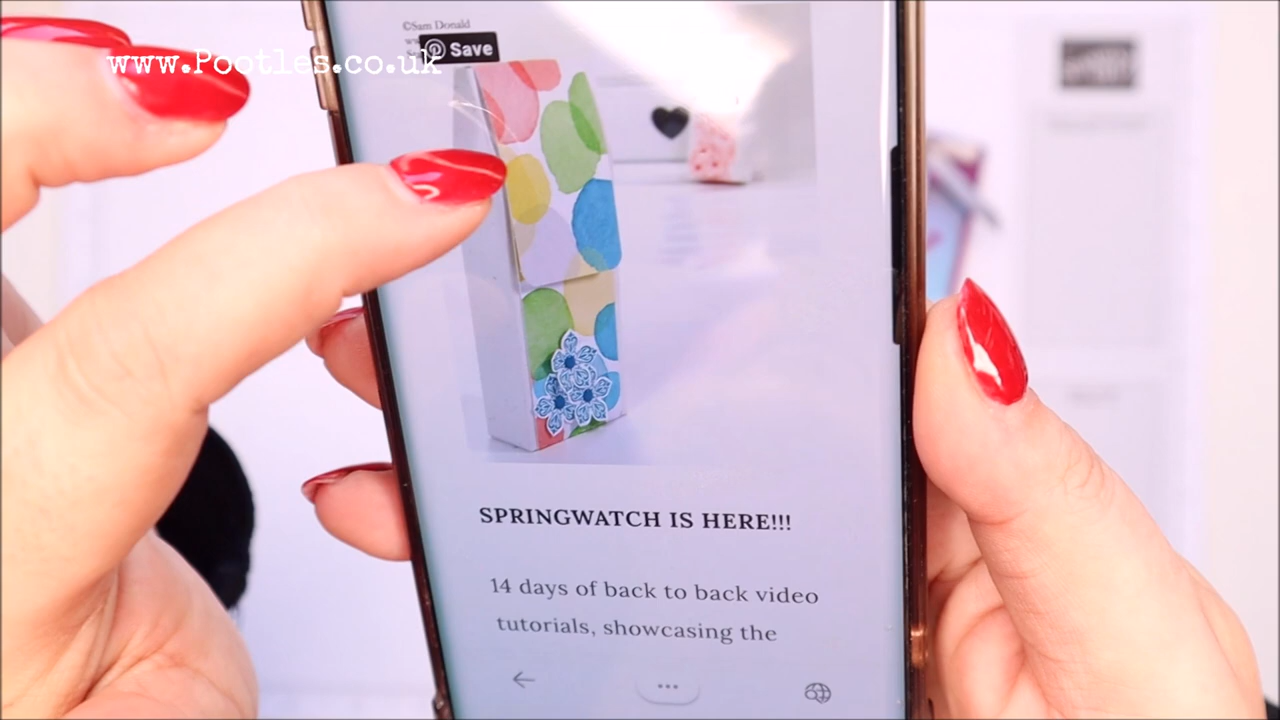 ©Sam Donald
Save
www.Pootles.co.uk
SPRINGWATCH IS HERE!!!
14 days of back to back video
tutorials, showcasing the